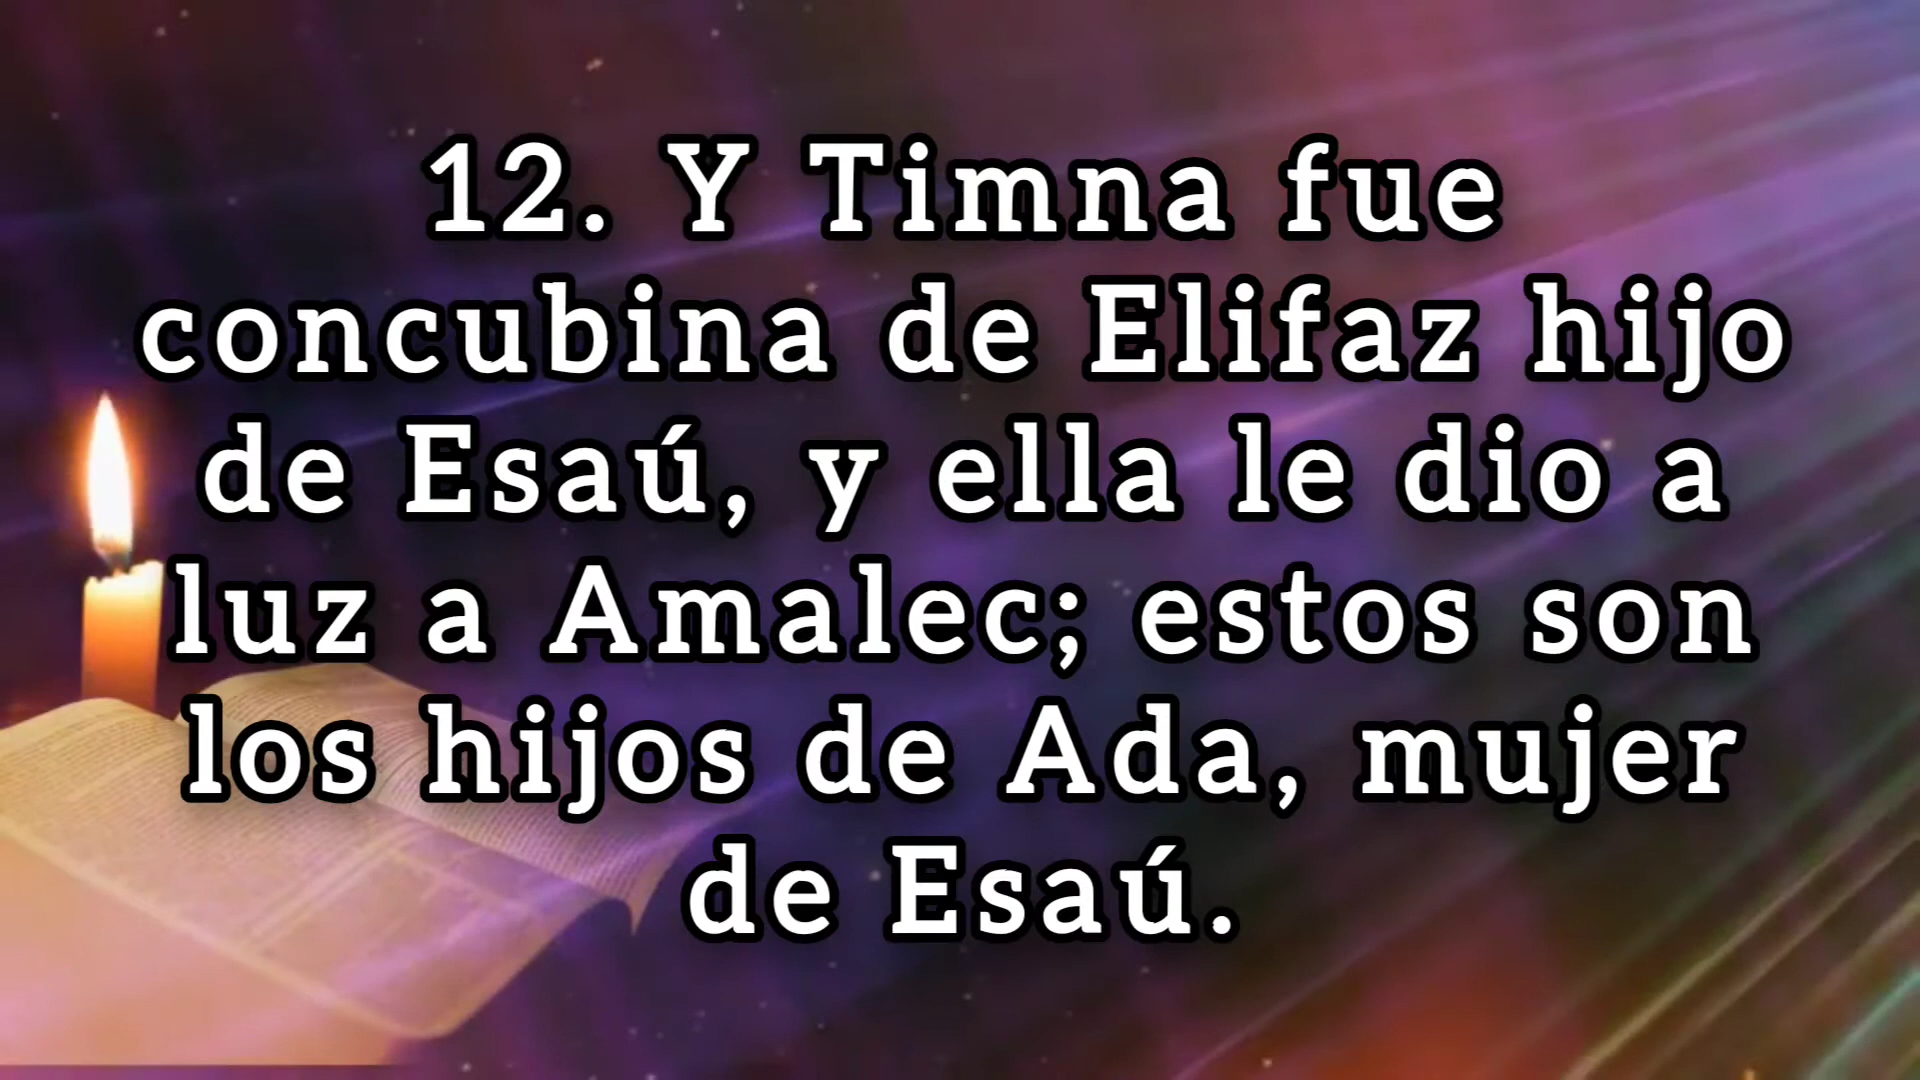 12. Y Timna fue
concubina de Elifaz hijo
de Esaú, y ella le dio a
luz a Amalec; estos son
los hijos de Ada, mujer
de Esaú.